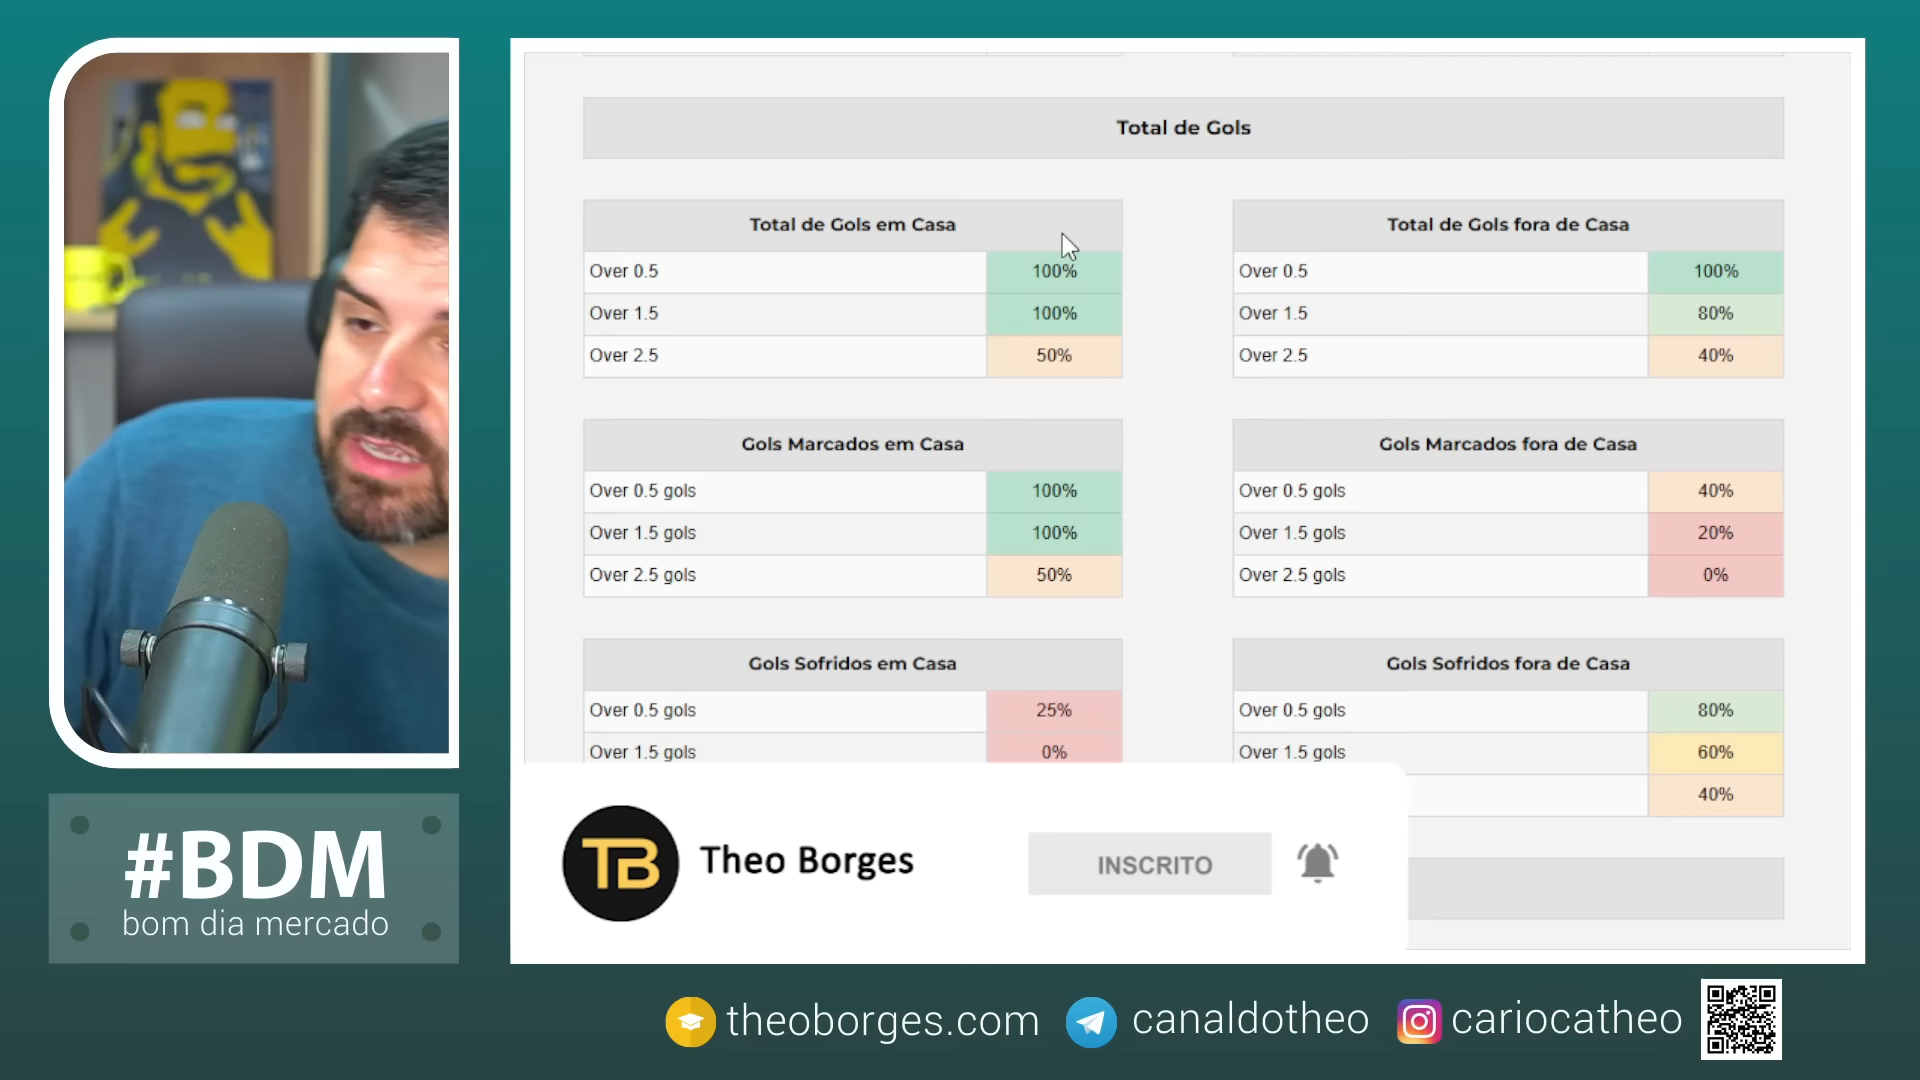 Total de Gols
Total de Gols em Casa
Over 0.5 100%
Over 1.5 100%
Over 2.5 50%
Total de Gols fora de Casa
Over 0.5 100%
Over 1.5 80%
Over 2.5 40%
Gols Marcados em Casa
Over 0.5 gols 100%
Over 1.5 gols 100%
Over 2.5 gols 50%
Gols Marcados fora de Casa
Over 0.5 gols 40%
Over 1.5 gols 20%
Over 2.5 gols 0%
Gols Sofridos em Casa
Over 0.5 gols 25%
Over 1.5 gols 0%
Gols Sofridos fora de Casa
Over 0.5 gols 80%
Over 1.5 gols 60%
40%
TB
Theo Borges
INSCRITO
#BDM
bom dia mercado
theoborges.com
canaldotheo
cariocatheo